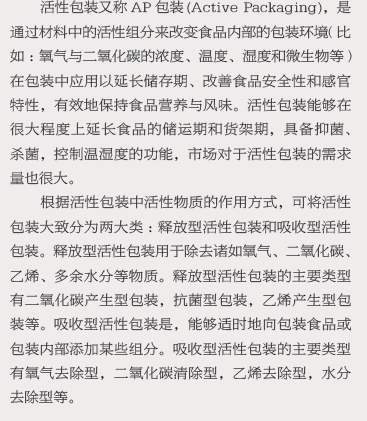 活性包装又称 AP 包装(Active Packaging)，是
通过材料中的活性组分来改变食品内部的包装环境(比
如：氧气与二氧化碳的浓度、温度、湿度和微生物等)
在包装中应用以延长储存期、改善食品安全性和感官
特性，有效地保持食品营养与风味。活性包装能够在
很大程度上延长食品的储运期和货架期，具备抑菌、
杀菌，控制温湿度的功能，市场对于活性包装的需求
量也很大。
根据活性包装中活性物质的作用方式，可将活性
包装大致分为两大类：释放型活性包装和吸收型活性
包装。释放型活性包装用于除去诸如氧气、二氧化碳、
乙烯、多余水分等物质。释放型活性包装的主要类型
有二氧化碳产生型包装，抗菌型包装，乙烯产生型包
装等。吸收型活性包装是，能够适时地向包装食品或
包装内部添加某些组分。吸收型活性包装的主要类型
有氧气去除型，二氧化碳清除型，乙烯去除型，水分
去除型等。